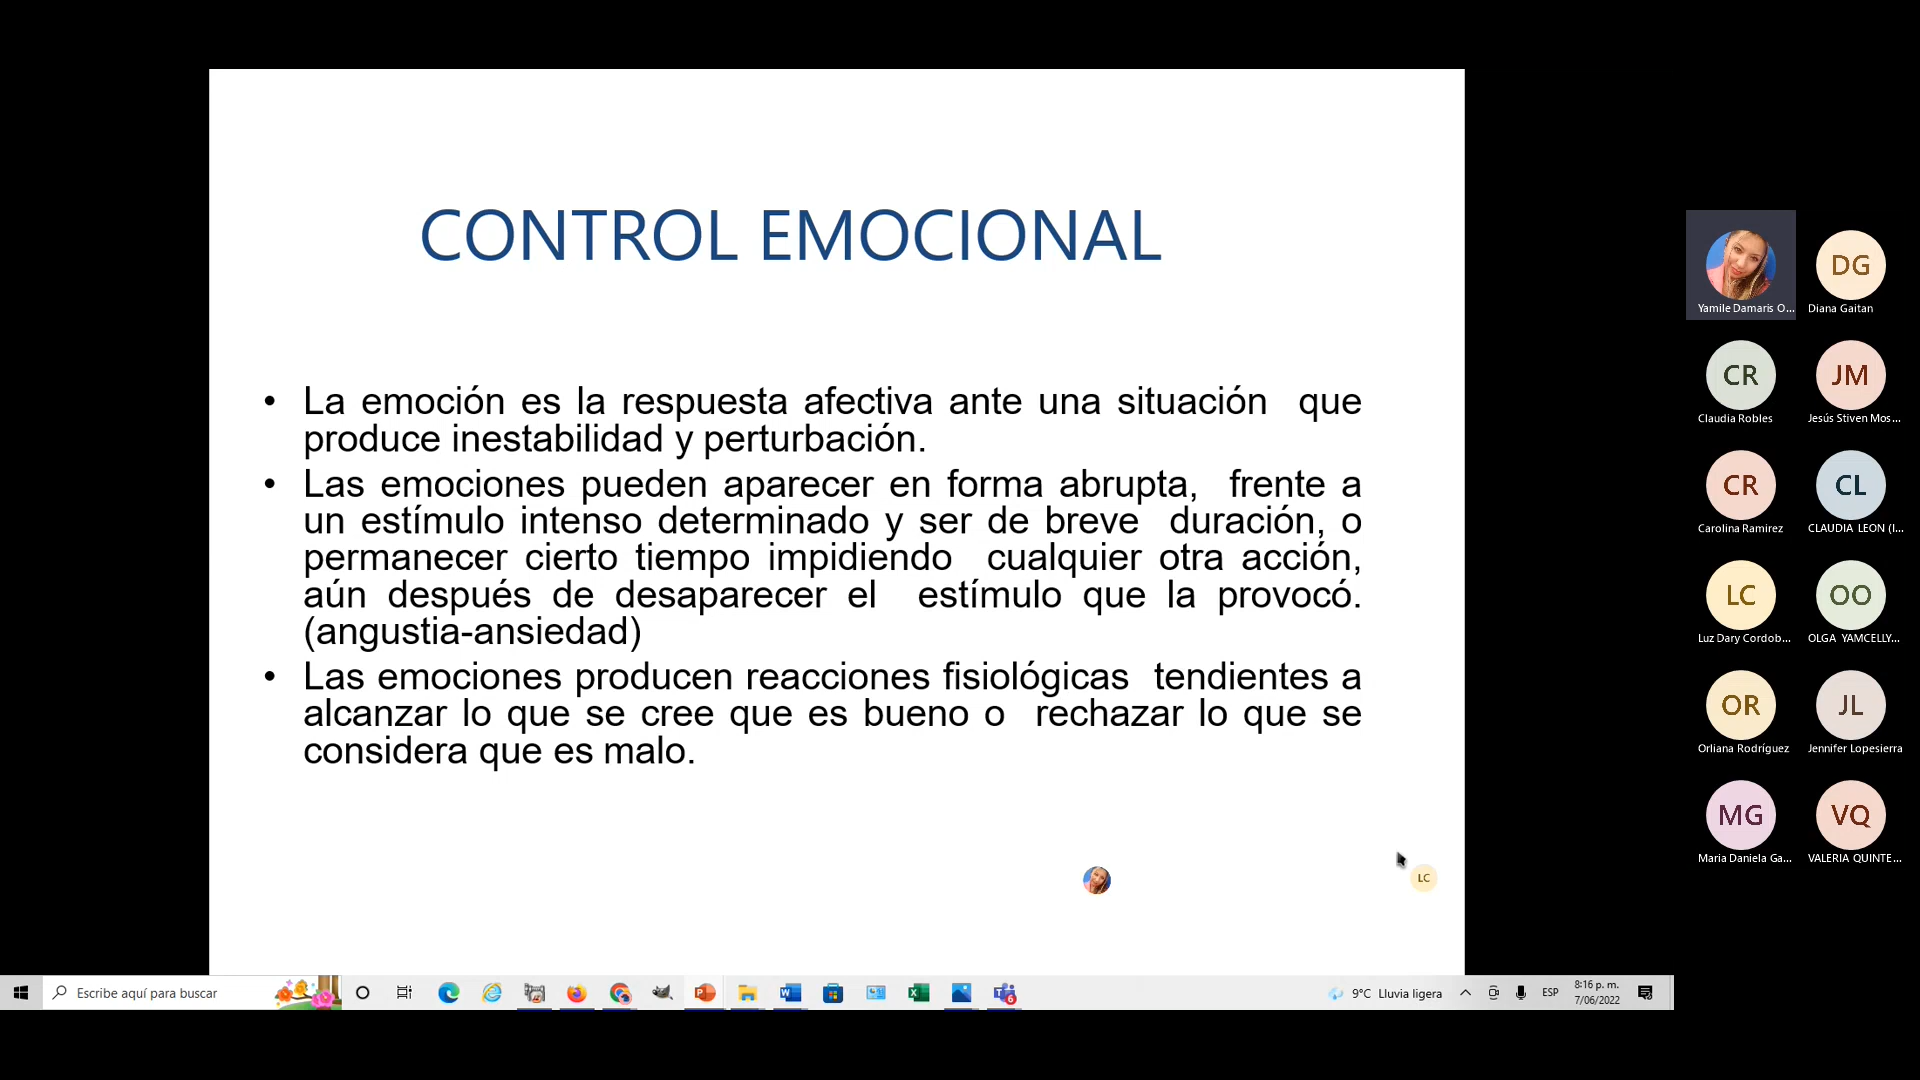 CONTROL EMOCIONAL
• La emoción es la respuesta afectiva ante una situación que
produce inestabilidad y perturbación.
• Las emociones pueden aparecer en forma abrupta, frente a
un estímulo intenso determinado y ser de breve duración, o
permanecer cierto tiempo impidiendo cualquier otra acción,
aún después de desaparecer el estímulo que la provocó.
(angustia-ansiedad)
• Las emociones producen reacciones fisiológicas tendientes a
alcanzar lo que se cree que es bueno o rechazar lo que se
considera que es malo.
LC
Yamile Damaris O...
DG
Diana Gaitan
CR
Claudia Robles
JM
Jesús Stiven Mos...
CR
Carolina Ramirez
CL
CLAUDIA LEON (I...
LC
Luz Dary Cordob...
OO
OLGA YAMCELLY...
OR
Orliana Rodríguez
JL
Jennifer Lopesierra
MG
Maria Daniela Ga...
VQ
VALERIA QUINTE...
Escribe aquí para buscar
6
9°C Lluvia ligera
ESP
8:16 p. m.
7/06/2022